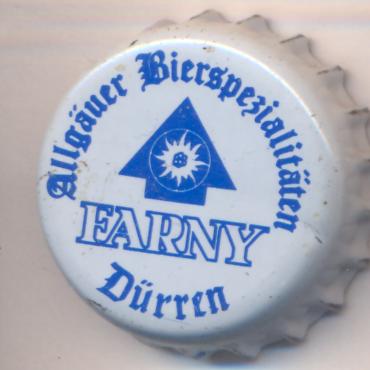 Allgäuer Bierspezialitäten
FARNY
Dürren